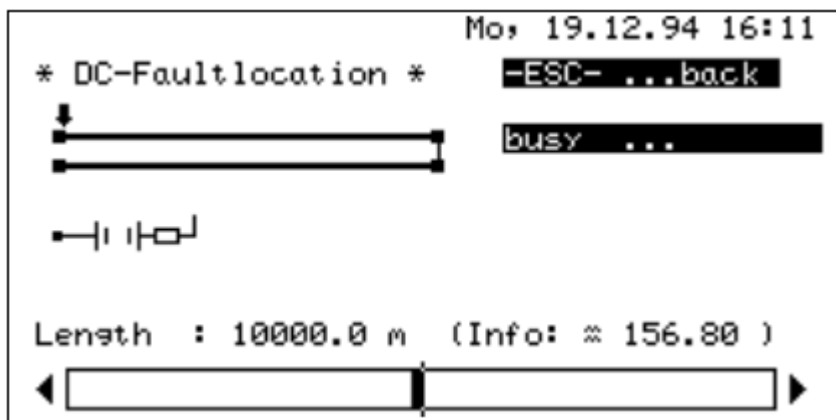 Mo, 19.12.94 16:11
* DC-Faultlocation *
-ESC- ...back
busy ...
Length : 10000.0 m (Info: ≈ 156.80 )